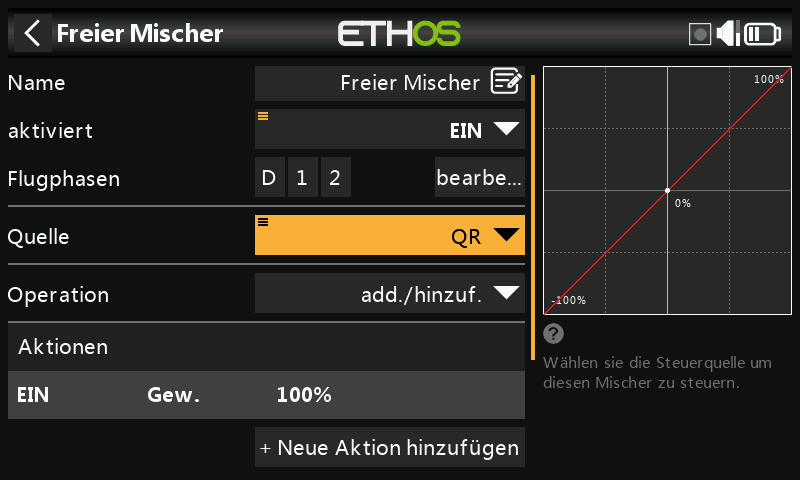 Freier Mischer
ETHOS
Name
Freier Mischer
aktiviert
EIN
Flugphasen
D 1 2
bearbe...
Quelle
QR
Operation
add./hinzuf.
Aktionen
EIN Gew. 100%
+ Neue Aktion hinzufügen
100%
0%
-100%
?
Wählen sie die Steuerquelle um
diesen Mischer zu steuern.